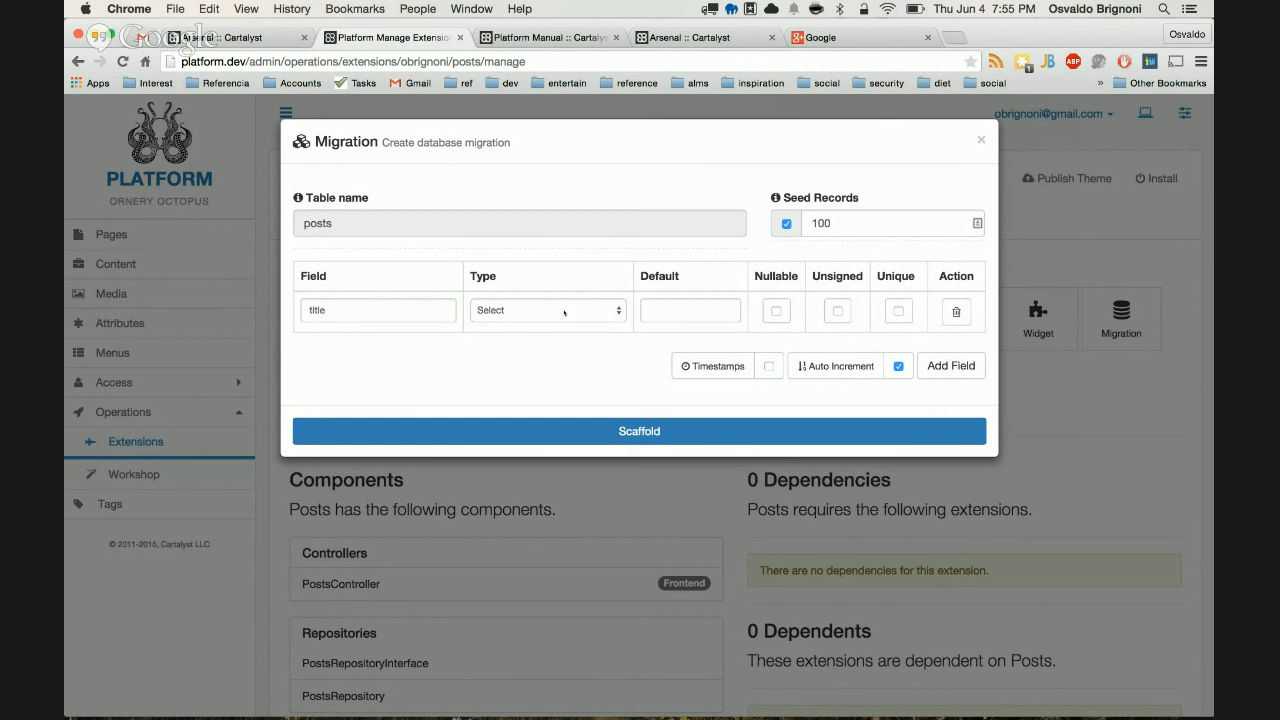 Chrome File Edit View History Bookmarks People Window Help Thu Jun 4 7:55 PM Osvaldo Brignoni
Google
Arsenal :: Cartalyst Platform Manage Extensio Platform Manual :: Cartalys Arsenal :: Cartalyst Google Osvaldo
platform.dev/admin/operations/extensions/obrignoni/posts/manage
Apps Interest Referencia Accounts Tasks Gmail ref dev entertain reference alms inspiration social security diet social » Other Bookmarks
PLATFORM
ORNERY OCTOPUS
Pages
Content
Media
Attributes
Menus
Access
Operations
Extensions
Workshop
Tags
© 2011-2015, Cartalyst LLC
obrignoni@gmail.com
Publish Theme Install
Widget Migration
Migration Create database migration ×
Table name Seed Records
posts 100
Field Type Default Nullable Unsigned Unique Action
title Select
Timestamps Auto Increment Add Field
Scaffold
Components
Posts has the following components.
Controllers
PostsController Frontend
Repositories
PostsRepositoryInterface
PostsRepository
0 Dependencies
Posts requires the following extensions.
There are no dependencies for this extension.
0 Dependents
These extensions are dependent on Posts.